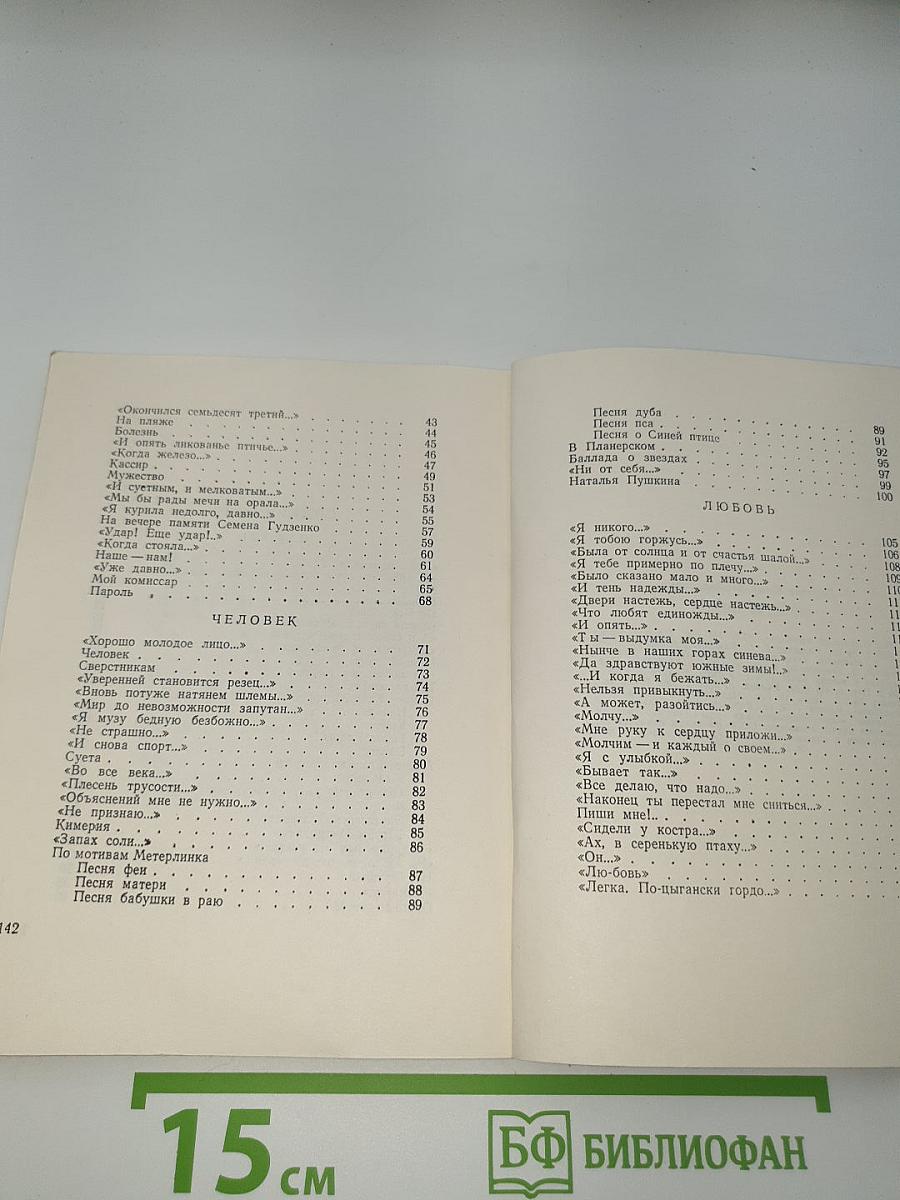 «Окончился семьдесят третий...» . . . . . . 43
На пляже . . . . . . 44
Болезнь . . . . . . 45
«И опять ликованье птичье...» . . . . . . 46
«Когда железо...» . . . . . . 47
Кассир . . . . . . 49
Мужество . . . . . . 51
«И суетным, и мелковатым...» . . . . . . 53
«Мы бы рады мечи на орала...» . . . . . . 54
«Я курила недолго, давно...» . . . . . . 55
На вечере памяти Семена Гудзенко . . . . . . 57
«Удар! Еще удар!..» . . . . . . 59
«Когда стояла...» . . . . . . 60
Наше — нам! . . . . . . 61
«Уже давно...» . . . . . . 64
Мой комиссар . . . . . . 65
Пароль . . . . . . 68
ЧЕЛОВЕК
«Хорошо молодое лицо...» . . . . . . 71
Человек . . . . . . 72
Сверстникам . . . . . . 73
«Уверенней становится резец...» . . . . . . 74
«Вновь потуже натянем шлемы...» . . . . . . 75
«Мир до невозможности запутан...» . . . . . . 76
«Я музу бедную безбожно...» . . . . . . 77
«Не страшно...» . . . . . . 78
«И снова спорт...» . . . . . . 79
Суета . . . . . . 80
«Во все века...» . . . . . . 81
«Плесень трусости...» . . . . . . 82
«Объяснений мне не нужно...» . . . . . . 83
«Не признаю...» . . . . . . 84
Кимерия . . . . . . 85
«Запах соли...» . . . . . . 86
По мотивам Метерлинка
Песня феи . . . . . . 87
Песня матери . . . . . . 88
Песня бабушки в раю . . . . . . 89
142
Песня дуба . . . . . . 89
Песня пса . . . . . . 91
Песня о Синей птице . . . . . . 92
В Планерском . . . . . . 95
Баллада о звездах . . . . . . 97
«Ни от себя...» . . . . . . 99
Наталья Пушкина . . . . . . 100
ЛЮБОВЬ
«Я никого...» . . . . . . 105
«Я тобою горжусь...» . . . . . . 106
«Была от солнца и от счастья шалой...» . . . . . . 108
«Я тебе примерно по плечу...» . . . . . . 109
«Было сказано мало и много...» . . . . . .
«И тень надежды...» . . . . . .
«Двери настежь, сердце настежь...» . . . . . .
«Что любят единожды...» . . . . . .
«И опять...» . . . . . .
«Ты — выдумка моя...» . . . . . .
«Нынче в наших горах синева...» . . . . . .
«Да здравствуют южные зимы!..» . . . . . .
«...И когда я бежать...» . . . . . .
«Нельзя привыкнуть...» . . . . . .
«А может, разойтись...» . . . . . .
«Молчу...» . . . . . .
«Мне руку к сердцу приложи...» . . . . . .
«Молчим — и каждый о своем...» . . . . . .
«Я с улыбкой...» . . . . . .
«Бывает так...» . . . . . .
«Все делаю, что надо...» . . . . . .
«Наконец ты перестал мне сниться...» . . . . . .
Пиши мне!.. . . . . . .
«Сидели у костра...» . . . . . .
«Ах, в серенькую птаху...» . . . . . .
«Он...» . . . . . .
«Лю-бовь» . . . . . .
«Легка. По-цыгански гордо...» . . . . . .
15 см
БФ БИБЛИОФАН